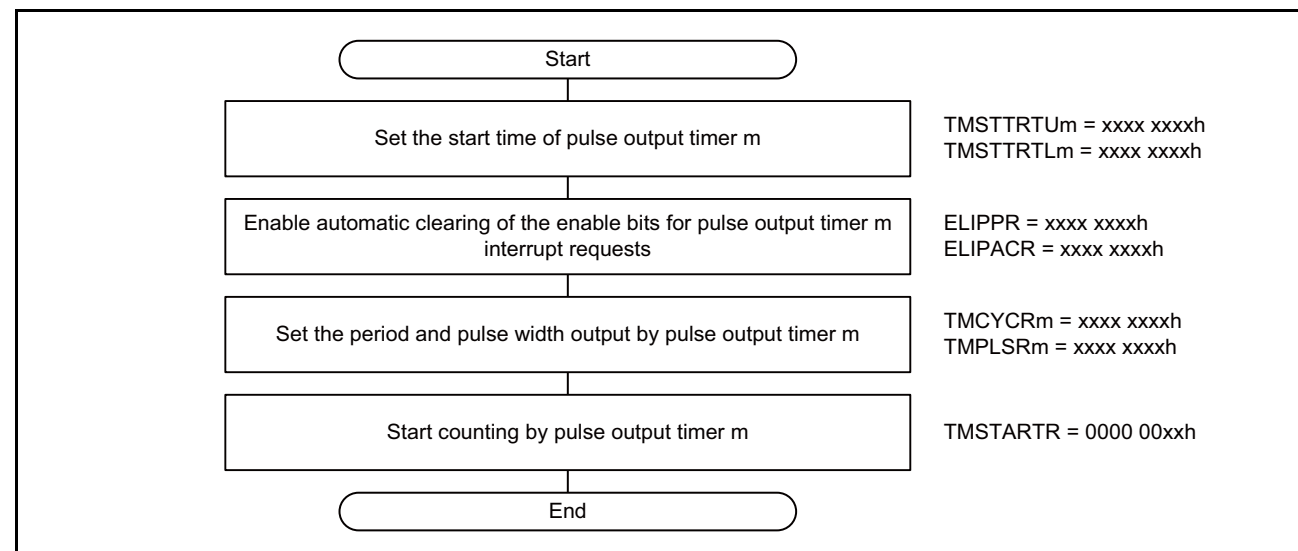 Start
Set the start time of pulse output timer m
TMSTTRTUm = xxxx xxxxh
TMSTTRTLm = xxxx xxxxh
Enable automatic clearing of the enable bits for pulse output timer m
interrupt requests
ELIPPR = xxxx xxxxh
ELIPACR = xxxx xxxxh
Set the period and pulse width output by pulse output timer m
TMCYCRm = xxxx xxxxh
TMPLSRm = xxxx xxxxh
Start counting by pulse output timer m
TMSTARTR = 0000 00xxh
End